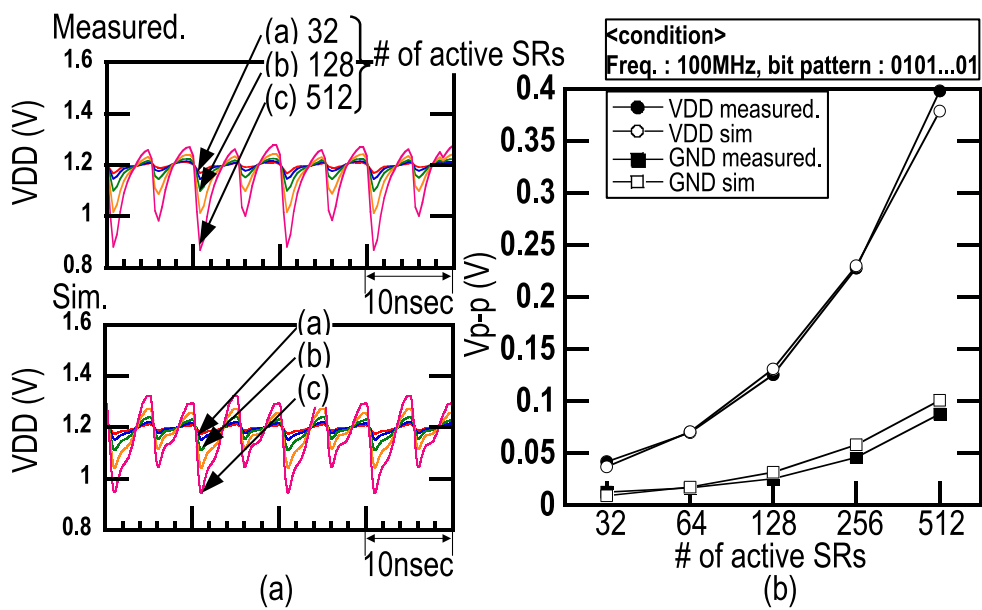 Measured.
(a) 32
(b) 128
(c) 512
# of active SRs
VDD (V)
1.6
1.4
1.2
1
0.8
10nsec
Sim.
(a)
(b)
(c)
VDD (V)
1.6
1.4
1.2
1
0.8
10nsec
(a)
<condition>
Freq. : 100MHz, bit pattern : 0101...01
VDD measured.
VDD sim
GND measured.
GND sim
Vp-p (V)
0.4
0.35
0.3
0.25
0.2
0.15
0.1
0.05
0
32 64 128 256 512
# of active SRs
(b)